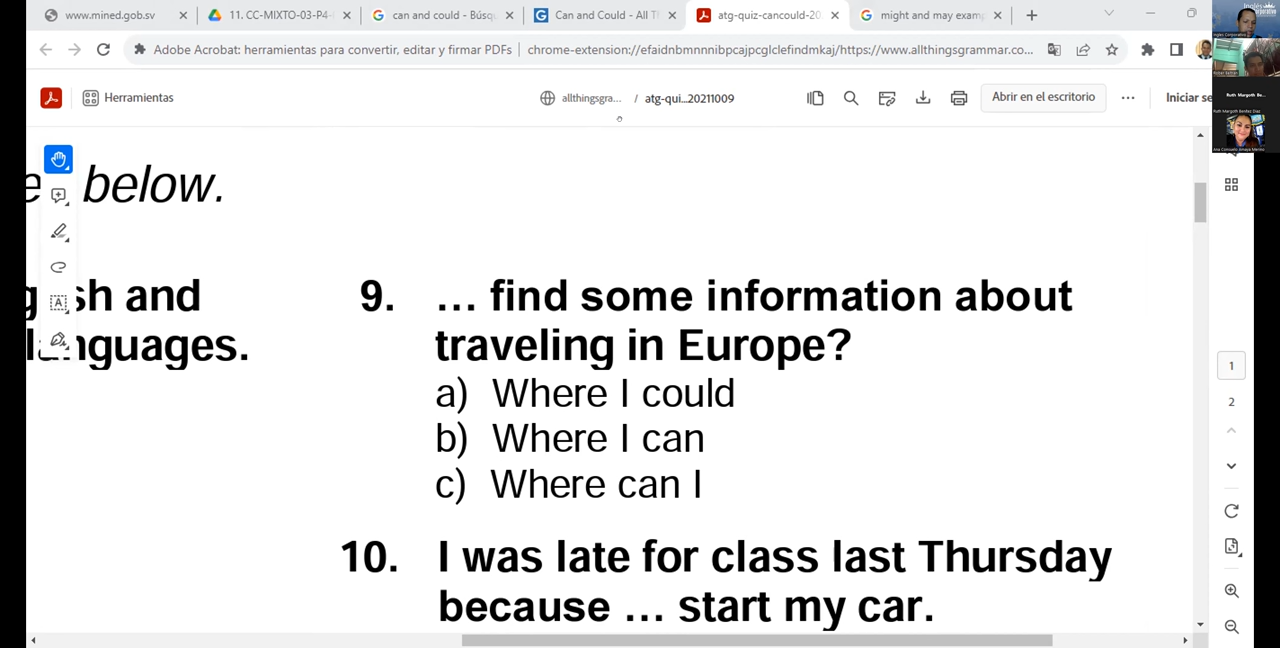 www.mined.gob.sv
11. CC-MIXTO-03-P4-
can and could - Búsq
Can and Could - All T
atg-quiz-cancould-20
might and may exam
Adobe Acrobat: herramientas para convertir, editar y firmar PDFs
chrome-extension://efaidnbmnnnibpcajpcglclefindmkaj/https://www.allthingsgrammar.co...
Herramientas
allthingsgra... / atg-qui...20211009
Abrir en el escritorio
Iniciar se
Ruth Margoth Be...
below.
sh and
languages.
9. ... find some information about
traveling in Europe?
a) Where I could
b) Where I can
c) Where can I
10. I was late for class last Thursday
because ... start my car.
1
2